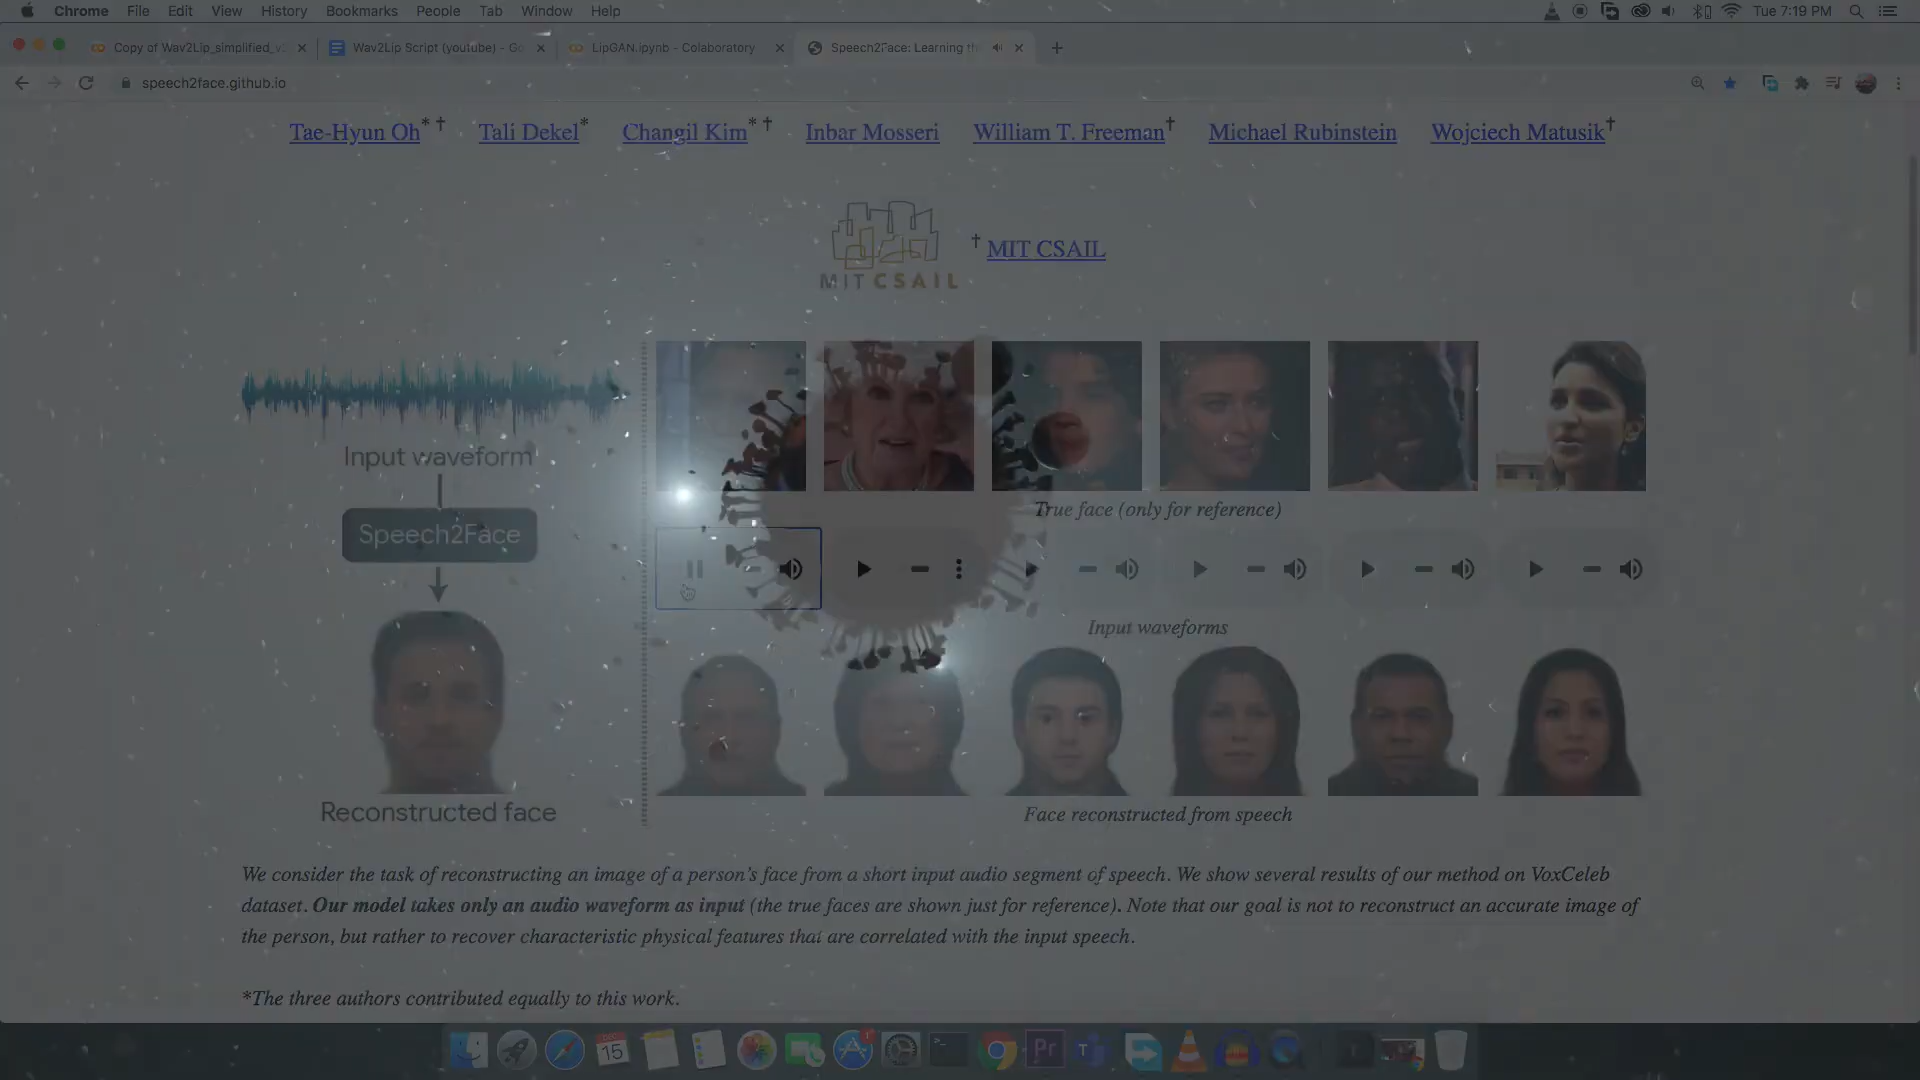 Chrome File Edit View History Bookmarks People Tab Window Help Tue 7:19 PM
Copy of Wav2Lip_simplified_v Wav2Lip Script (youtube) - Go LipGAN.ipynb - Colaboratory Speech2Face: Learning th
speech2face.github.io
Tae-Hyun Oh*† Tali Dekel* Changil Kim*† Inbar Mosseri William T. Freeman† Michael Rubinstein Wojciech Matusik†
† MIT CSAIL
MIT CSAIL
Input waveform
True face (only for reference)
Speech2Face
Input waveforms
Reconstructed face
Face reconstructed from speech
We consider the task of reconstructing an image of a person's face from a short input audio segment of speech. We show several results of our method on VoxCeleb
dataset. Our model takes only an audio waveform as input (the true faces are shown just for reference). Note that our goal is not to reconstruct an accurate image of
the person, but rather to recover characteristic physical features that are correlated with the input speech.
*The three authors contributed equally to this work.
15
Pr